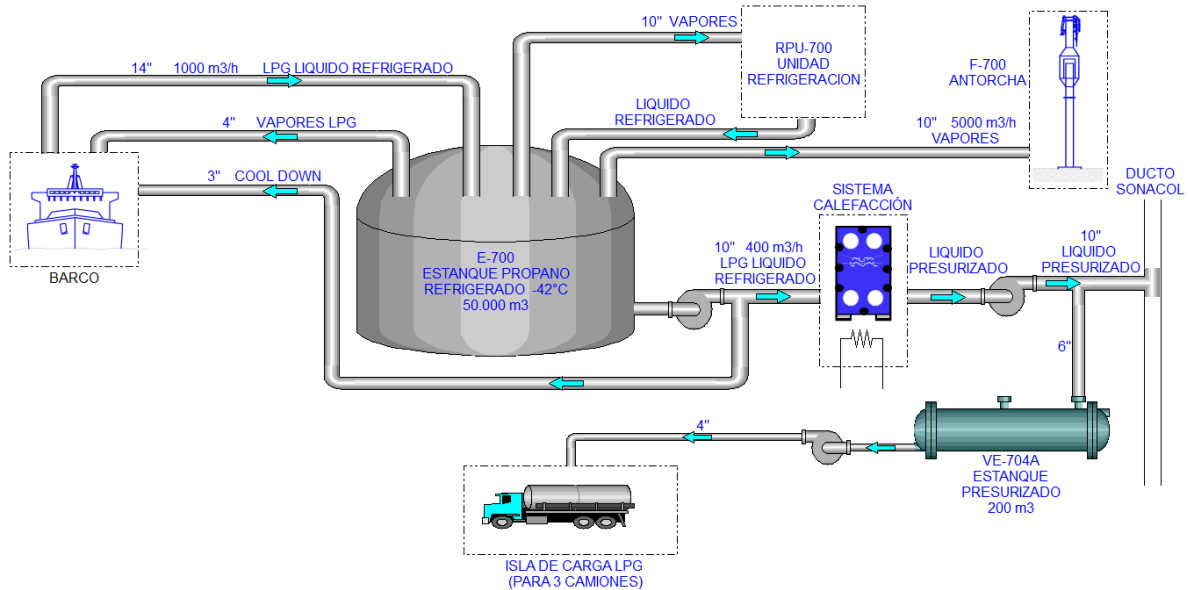 10" VAPORES
RPU-700
UNIDAD
REFRIGERACION
F-700
ANTORCHA
14" 1000 m3/h LPG LIQUIDO REFRIGERADO
LIQUIDO
REFRIGERADO
4" VAPORES LPG
10" 5000 m3/h
VAPORES
3" COOL DOWN
BARCO
DUCTO
SONACOL
SISTEMA
CALEFACCIÓN
E-700
ESTANQUE PROPANO
REFRIGERADO -42°C
50.000 m3
10" 400 m3/h
LPG LIQUIDO
REFRIGERADO
LIQUIDO
PRESURIZADO
10"
LIQUIDO
PRESURIZADO
6"
4"
VE-704A
ESTANQUE
PRESURIZADO
200 m3
ISLA DE CARGA LPG
(PARA 3 CAMIONES)